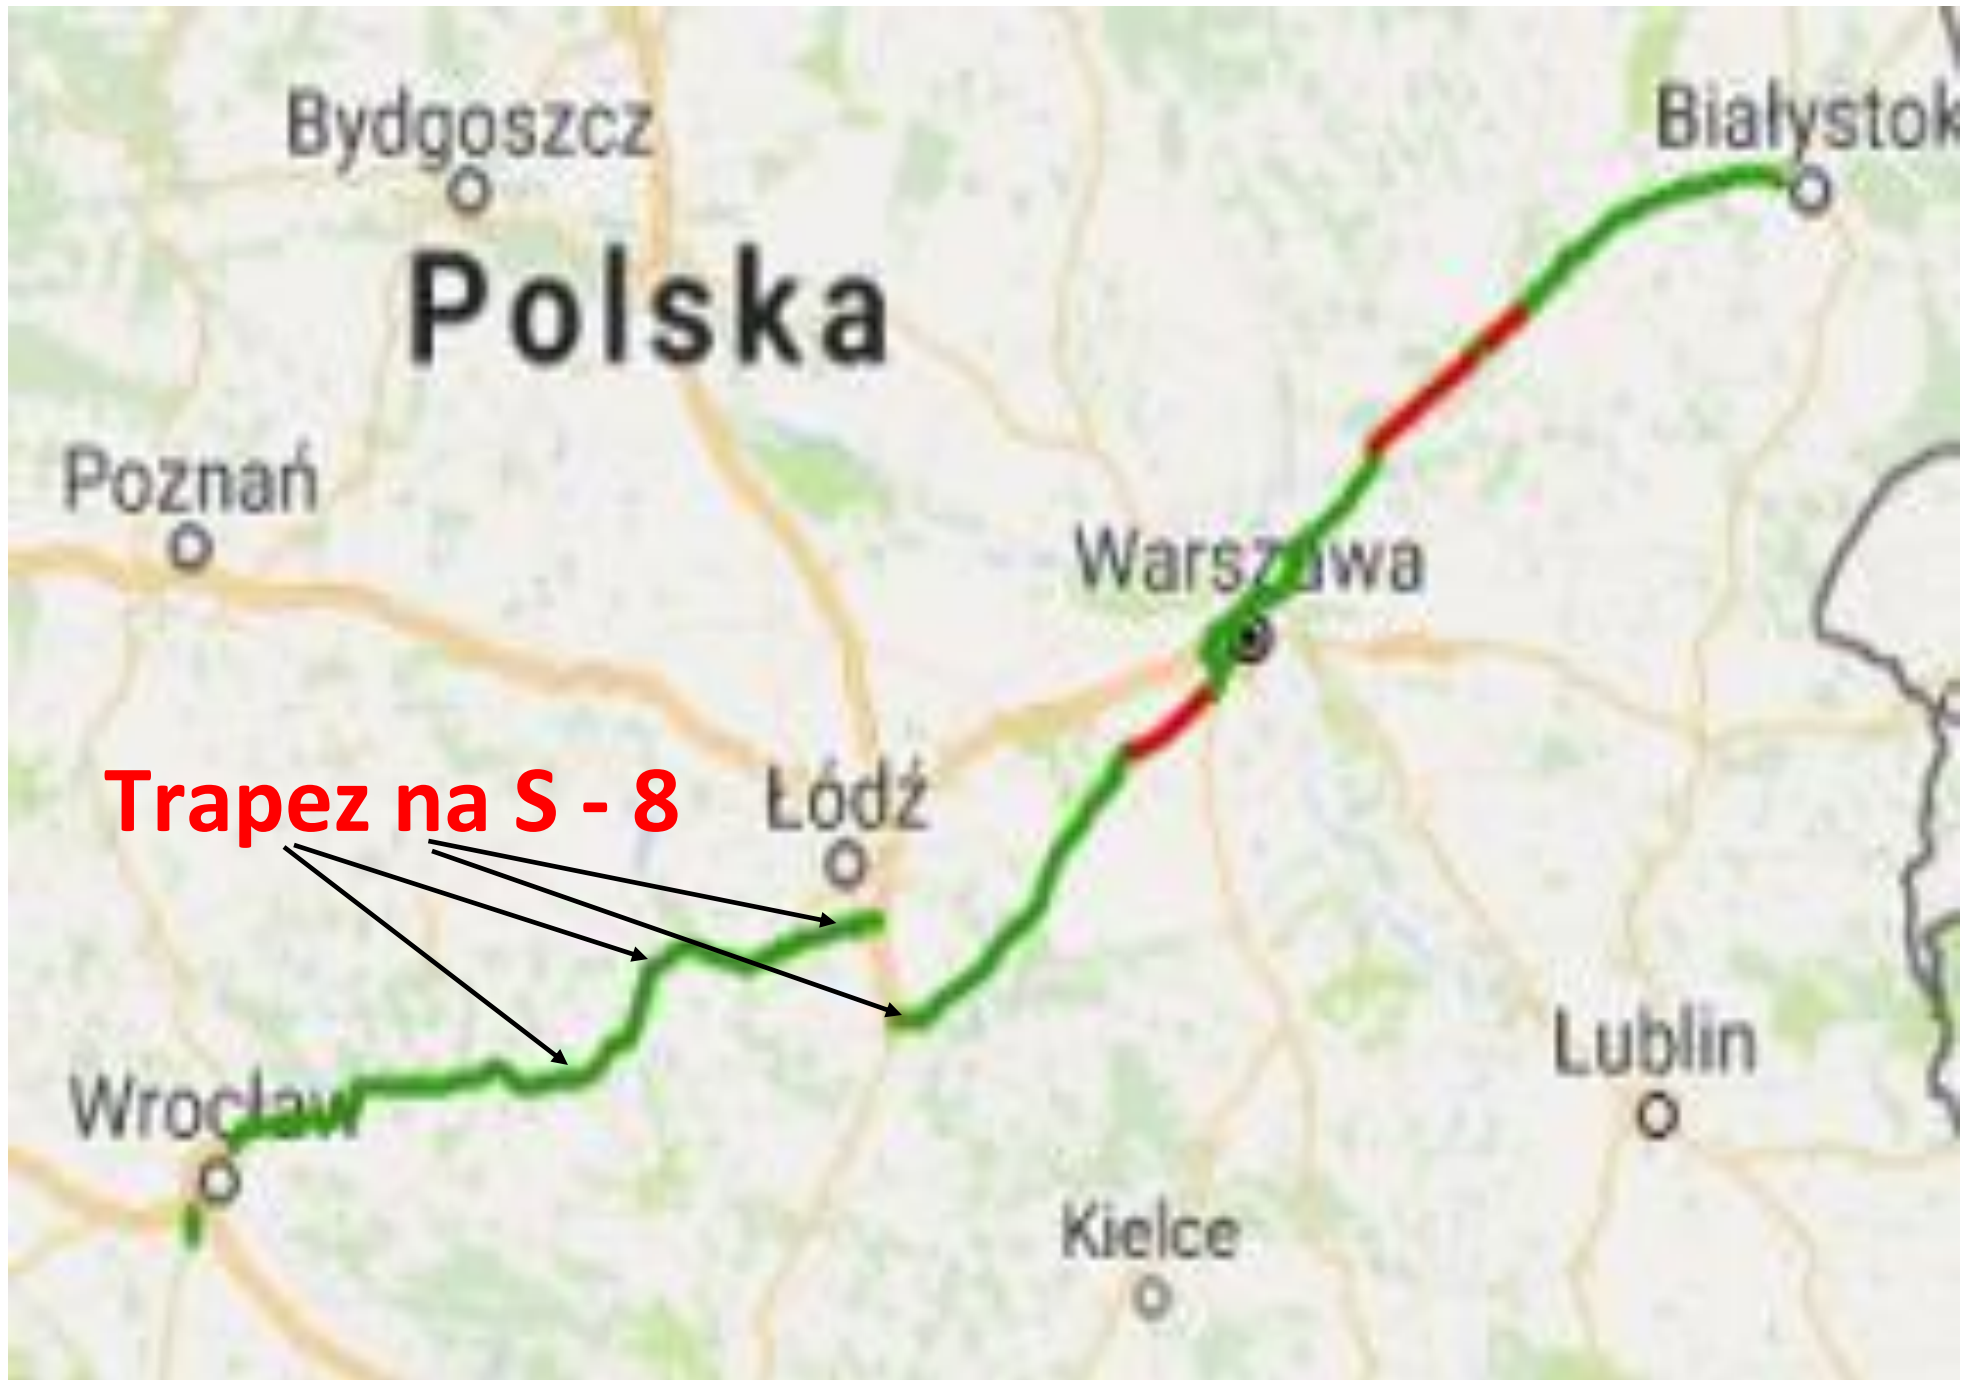 Bydgoszcz
Białystok
Polska
Poznań
Warszawa
Trapez na S - 8
Łódź
Wrocław
Lublin
Kielce